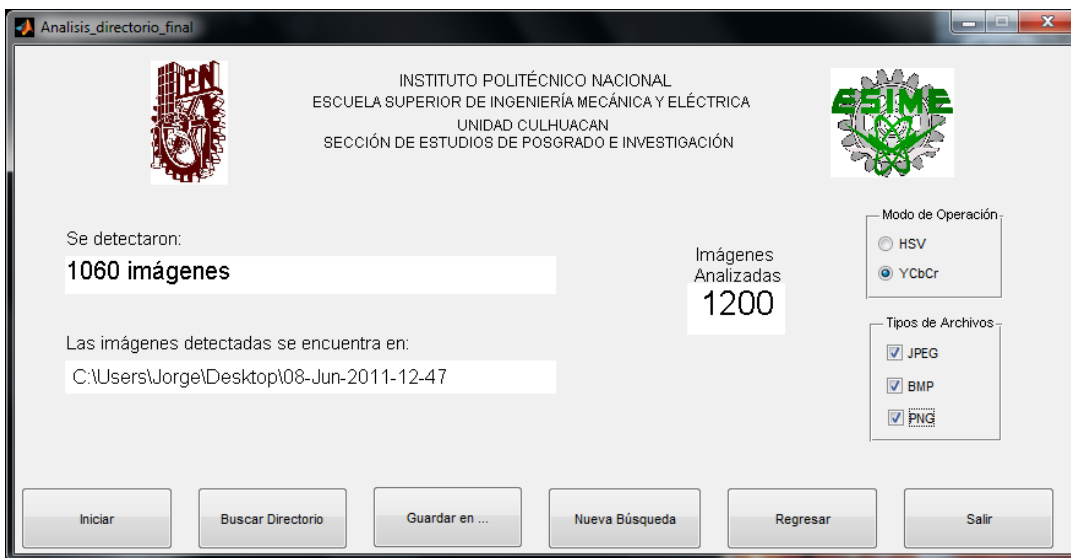 Analisis_directorio_final
IPN
INSTITUTO POLITÉCNICO NACIONAL
ESCUELA SUPERIOR DE INGENIERÍA MECÁNICA Y ELÉCTRICA
UNIDAD CULHUACAN
SECCIÓN DE ESTUDIOS DE POSGRADO E INVESTIGACIÓN
ESIME
Se detectaron:
1060 imágenes
Imágenes
Analizadas
1200
Modo de Operación
HSV
YCbCr
Las imágenes detectadas se encuentra en:
C:\Users\Jorge\Desktop\08-Jun-2011-12-47
Tipos de Archivos
JPEG
BMP
PNG
Iniciar
Buscar Directorio
Guardar en ...
Nueva Búsqueda
Regresar
Salir